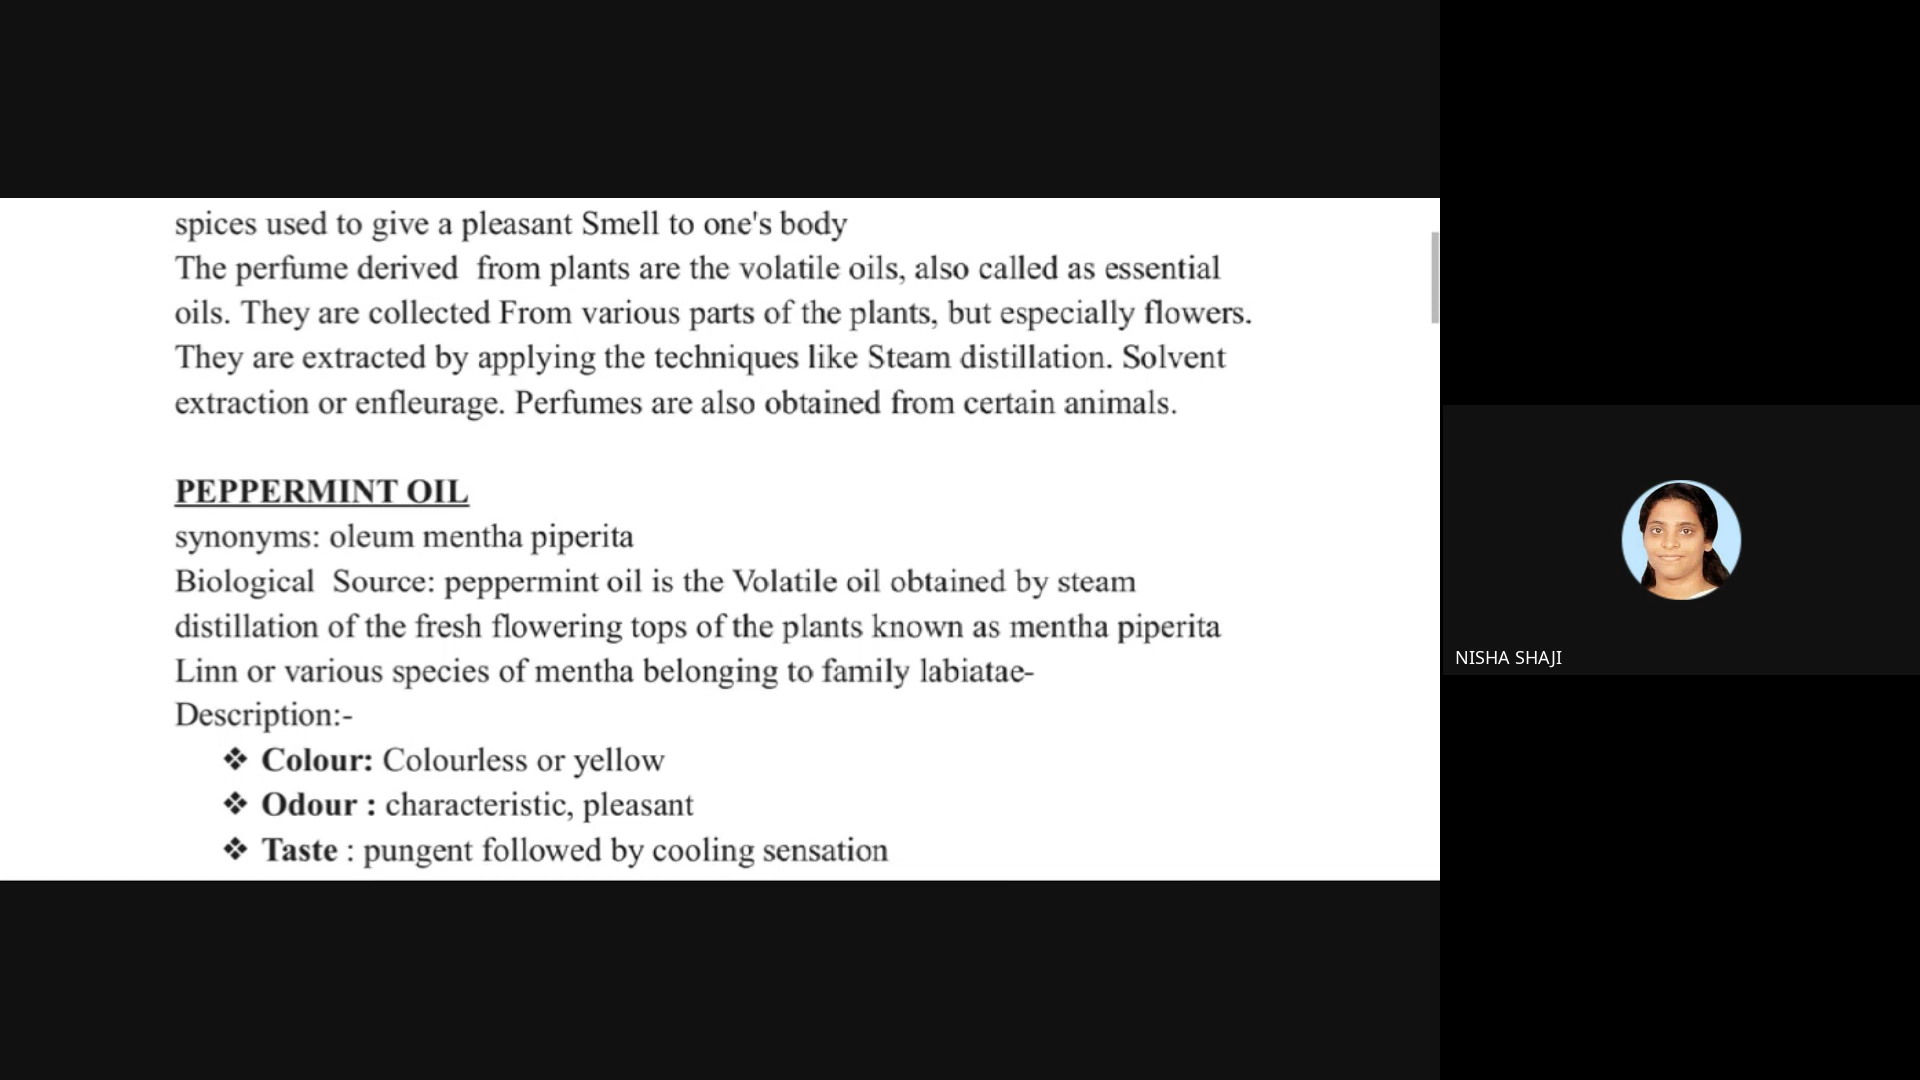 spices used to give a pleasant Smell to one's body
The perfume derived  from plants are the volatile oils, also called as essential
oils. They are collected From various parts of the plants, but especially flowers.
They are extracted by applying the techniques like Steam distillation. Solvent
extraction or enfleurage. Perfumes are also obtained from certain animals.
PEPPERMINT OIL
synonyms: oleum mentha piperita
Biological  Source: peppermint oil is the Volatile oil obtained by steam
distillation of the fresh flowering tops of the plants known as mentha piperita
Linn or various species of mentha belonging to family labiatae-
Description:-
❖ Colour: Colourless or yellow
❖ Odour : characteristic, pleasant
❖ Taste : pungent followed by cooling sensation
NISHA SHAJI